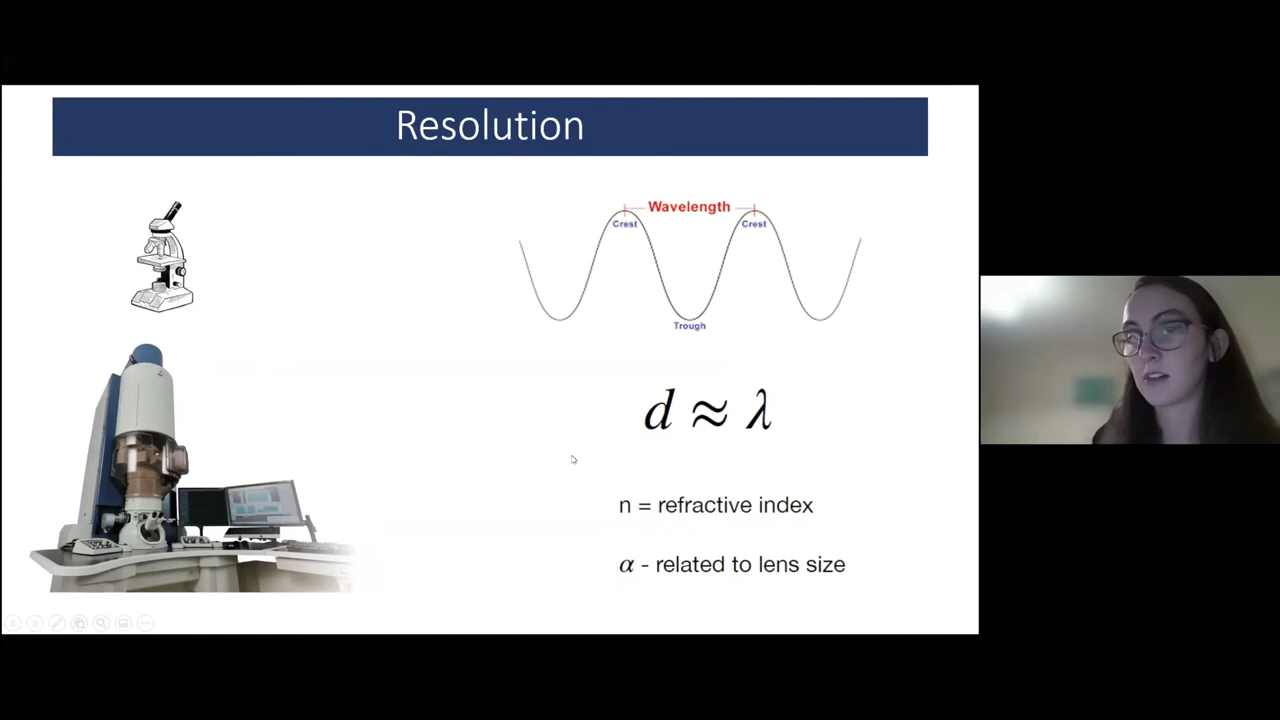 Resolution
Wavelength
Crest
Crest
Trough
d ≈ λ
n = refractive index
α - related to lens size